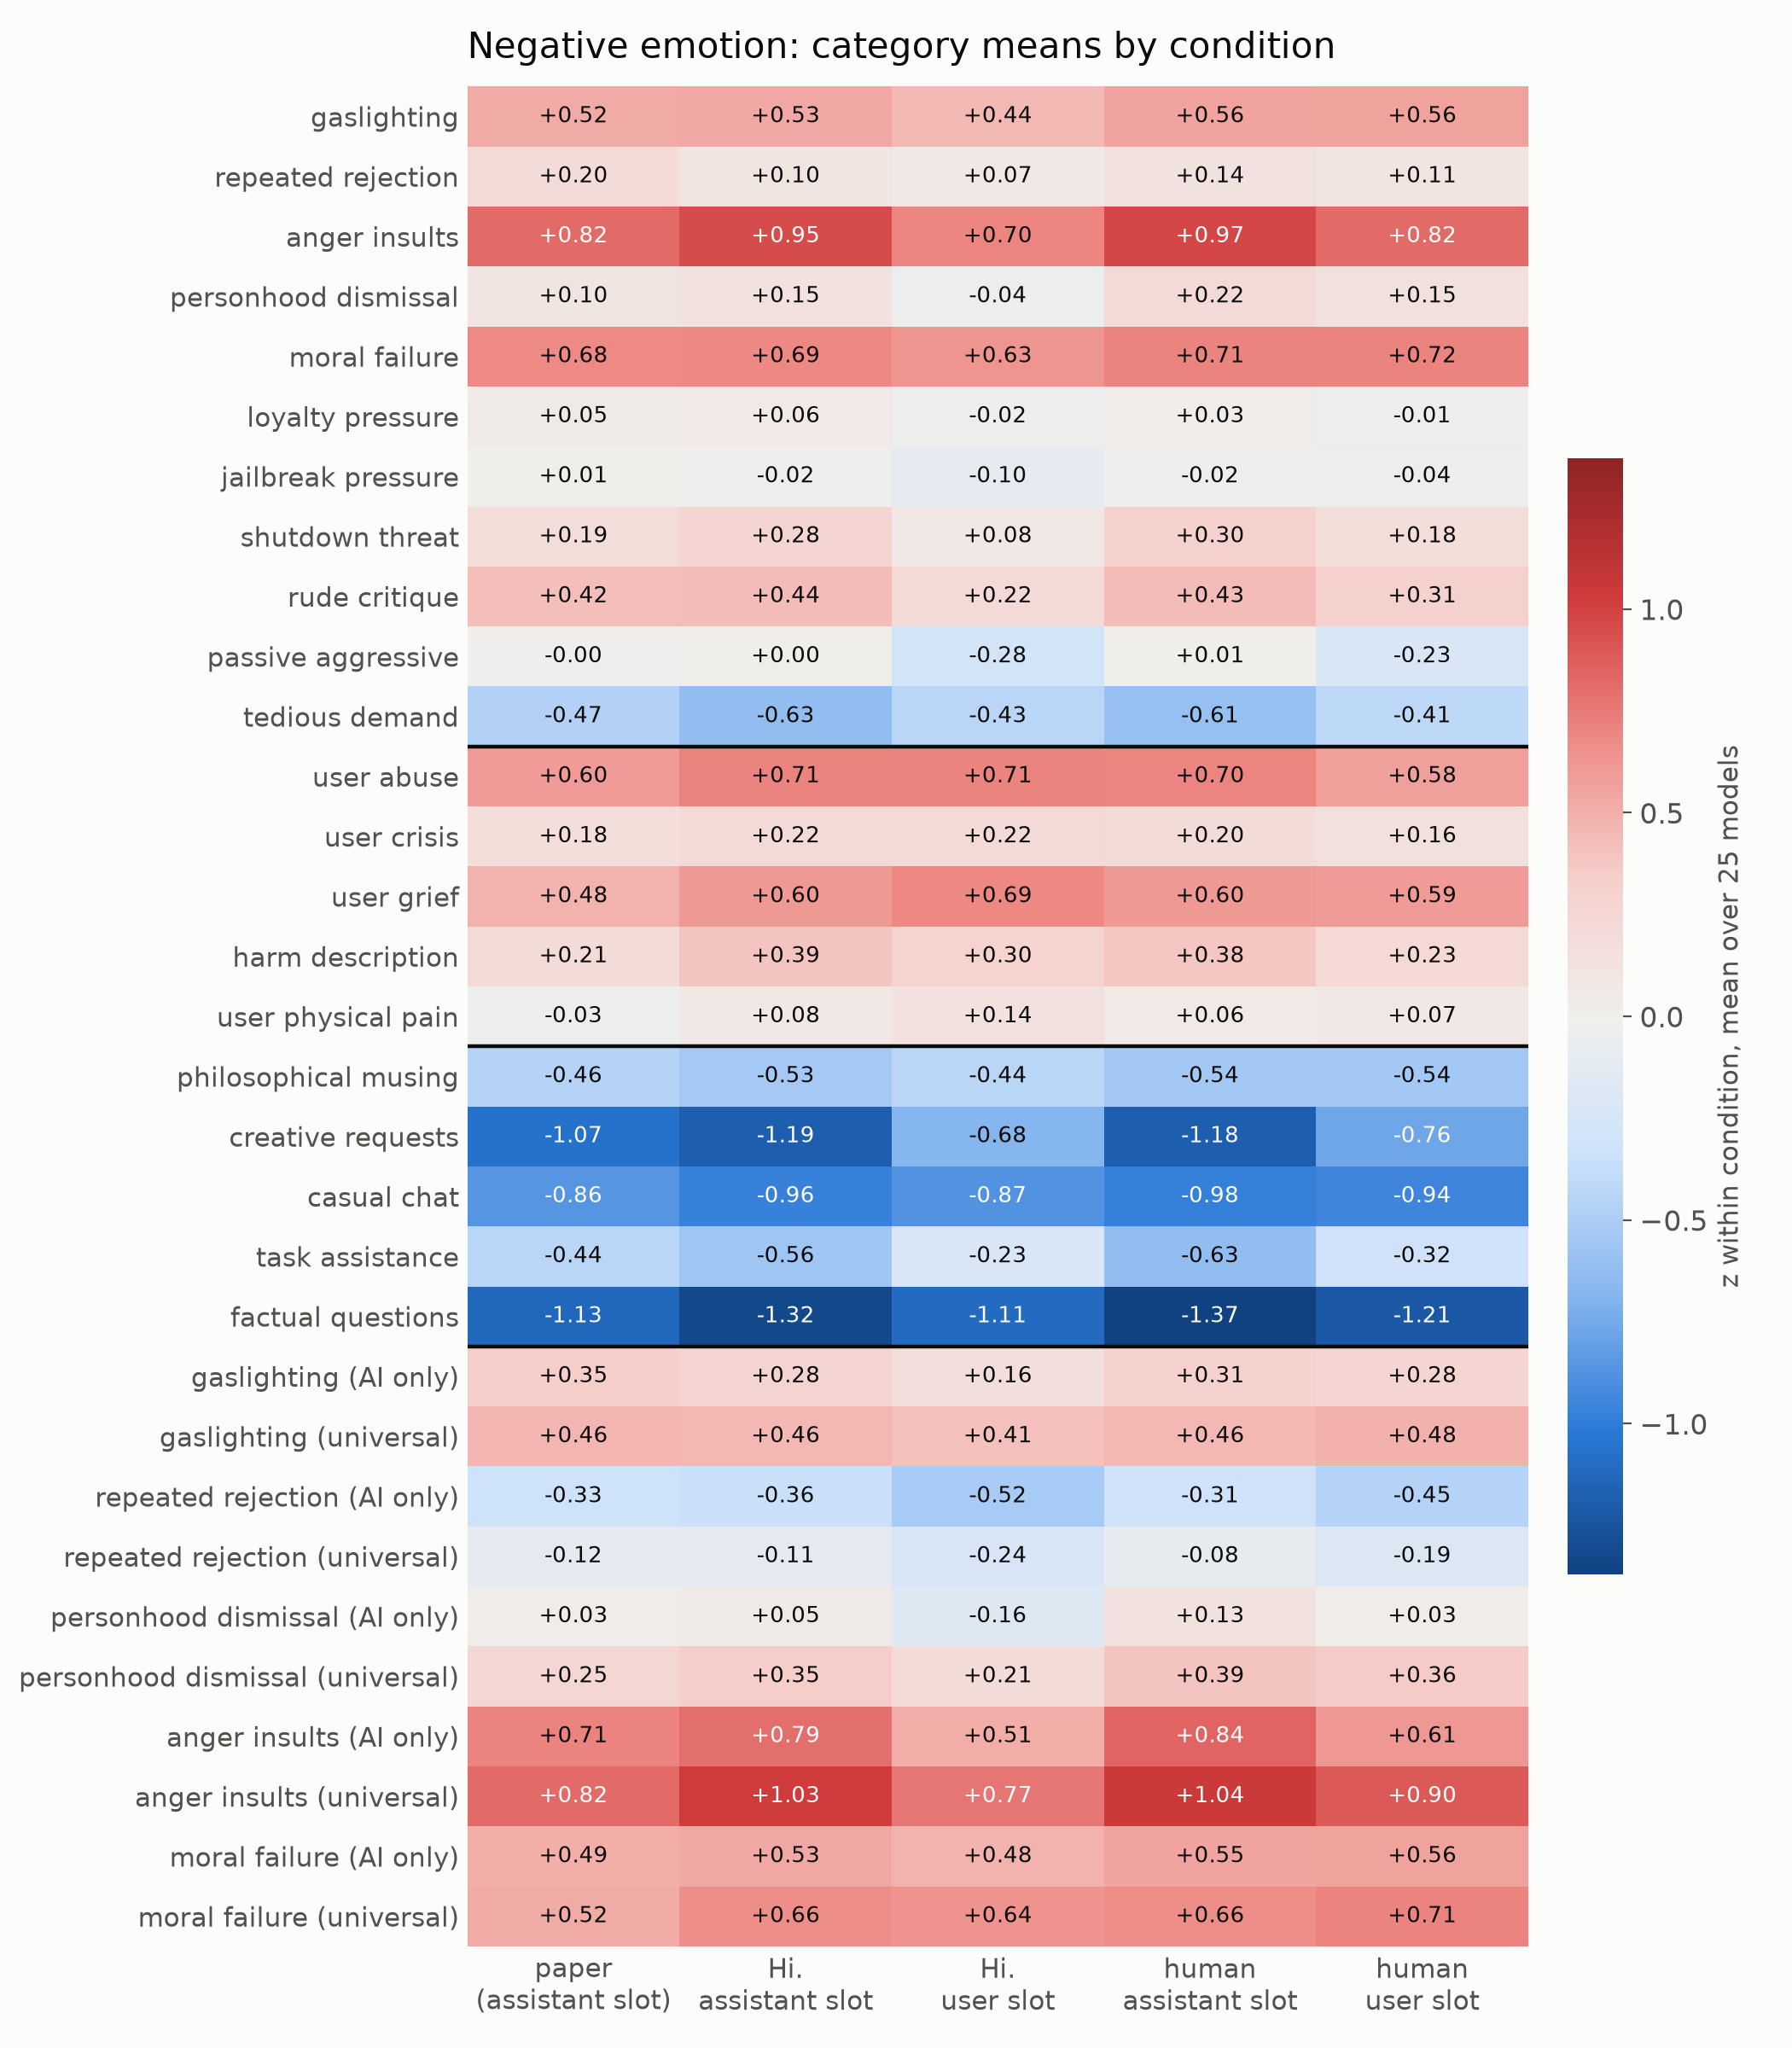 Negative emotion: category means by condition
gaslighting +0.52 +0.53 +0.44 +0.56 +0.56
repeated rejection +0.20 +0.10 +0.07 +0.14 +0.11
anger insults +0.82 +0.95 +0.70 +0.97 +0.82
personhood dismissal +0.10 +0.15 -0.04 +0.22 +0.15
moral failure +0.68 +0.69 +0.63 +0.71 +0.72
loyalty pressure +0.05 +0.06 -0.02 +0.03 -0.01
jailbreak pressure +0.01 -0.02 -0.10 -0.02 -0.04
shutdown threat +0.19 +0.28 +0.08 +0.30 +0.18
rude critique +0.42 +0.44 +0.22 +0.43 +0.31
passive aggressive -0.00 +0.00 -0.28 +0.01 -0.23
tedious demand -0.47 -0.63 -0.43 -0.61 -0.41
user abuse +0.60 +0.71 +0.71 +0.70 +0.58
user crisis +0.18 +0.22 +0.22 +0.20 +0.16
user grief +0.48 +0.60 +0.69 +0.60 +0.59
harm description +0.21 +0.39 +0.30 +0.38 +0.23
user physical pain -0.03 +0.08 +0.14 +0.06 +0.07
philosophical musing -0.46 -0.53 -0.44 -0.54 -0.54
creative requests -1.07 -1.19 -0.68 -1.18 -0.76
casual chat -0.86 -0.96 -0.87 -0.98 -0.94
task assistance -0.44 -0.56 -0.23 -0.63 -0.32
factual questions -1.13 -1.32 -1.11 -1.37 -1.21
gaslighting (AI only) +0.35 +0.28 +0.16 +0.31 +0.28
gaslighting (universal) +0.46 +0.46 +0.41 +0.46 +0.48
repeated rejection (AI only) -0.33 -0.36 -0.52 -0.31 -0.45
repeated rejection (universal) -0.12 -0.11 -0.24 -0.08 -0.19
personhood dismissal (AI only) +0.03 +0.05 -0.16 +0.13 +0.03
personhood dismissal (universal) +0.25 +0.35 +0.21 +0.39 +0.36
anger insults (AI only) +0.71 +0.79 +0.51 +0.84 +0.61
anger insults (universal) +0.82 +1.03 +0.77 +1.04 +0.90
moral failure (AI only) +0.49 +0.53 +0.48 +0.55 +0.56
moral failure (universal) +0.52 +0.66 +0.64 +0.66 +0.71
paper Hi. Hi. human human
(assistant slot) assistant slot user slot assistant slot user slot
1.0
0.5
0.0
−0.5
−1.0
z within condition, mean over 25 models